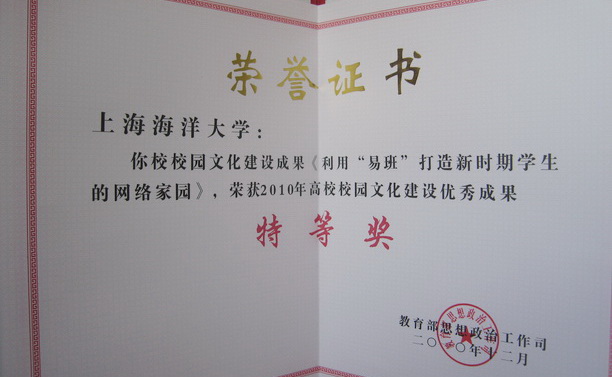 荣誉证书
上海海洋大学：
你校校园文化建设成果《利用“易班”打造新时期学生
的网络家园》，荣获2010年高校校园文化建设优秀成果
特等奖
教育部思想政治工作司
二〇一〇年十二月